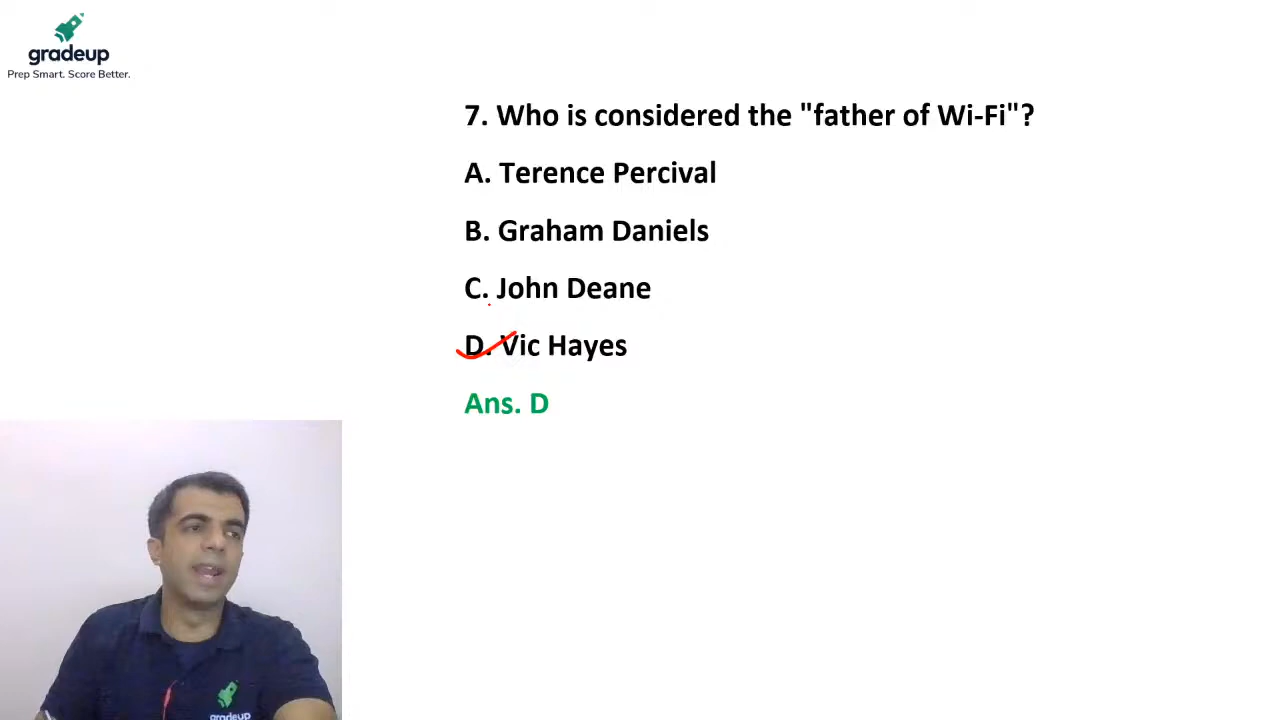 gradeup
Prep Smart. Score Better.
7. Who is considered the "father of Wi-Fi"?
A. Terence Percival
B. Graham Daniels
C. John Deane
D. Vic Hayes
Ans. D
gradeup